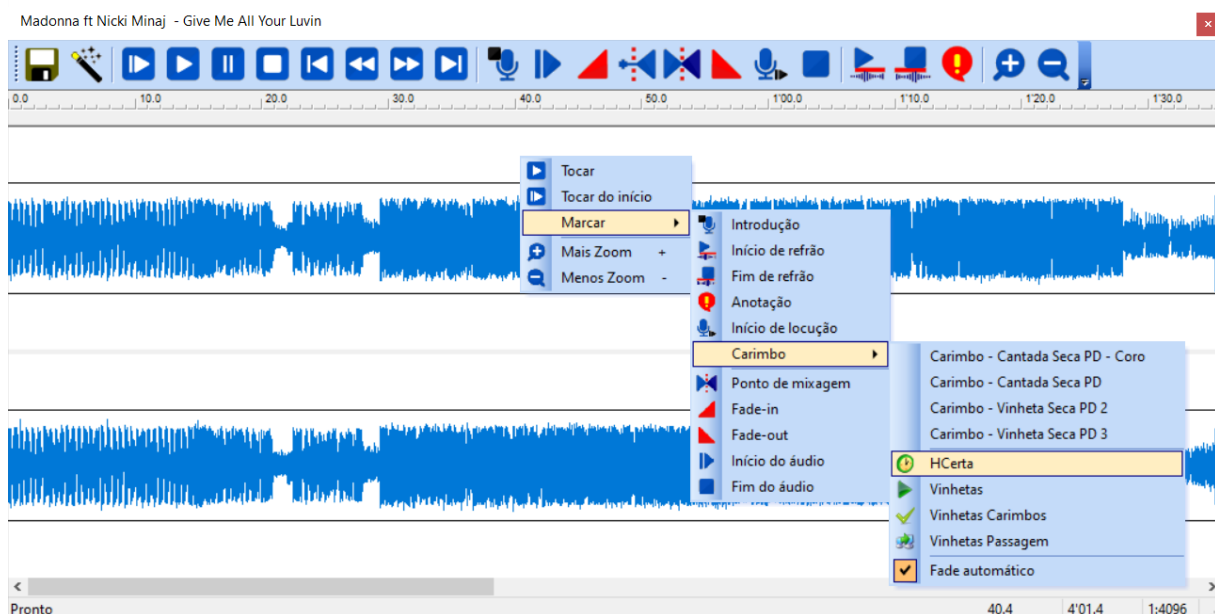 Madonna ft Nicki Minaj  - Give Me All Your Luvin
0.0 10.0 20.0 30.0 40.0 50.0 1'00.0 1'10.0 1'20.0 1'30.0
Tocar
Tocar do início
Marcar
Mais Zoom +
Menos Zoom -
Introdução
Início de refrão
Fim de refrão
Anotação
Início de locução
Carimbo
Ponto de mixagem
Fade-in
Fade-out
Início do áudio
Fim do áudio
Carimbo - Cantada Seca PD - Coro
Carimbo - Cantada Seca PD
Carimbo - Vinheta Seca PD 2
Carimbo - Vinheta Seca PD 3
HCerta
Vinhetas
Vinhetas Carimbos
Vinhetas Passagem
Fade automático
Pronto 40.4 4'01.4 1:4096